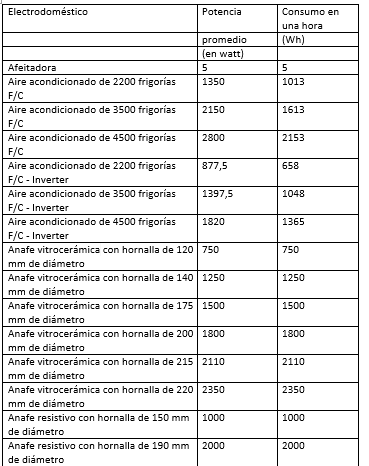 Electrodoméstico Potencia Consumo en
una hora
promedio (Wh)
(en watt)
Afeitadora 5 5
Aire acondicionado de 2200 frigorías 1350 1013
F/C
Aire acondicionado de 3500 frigorías 2150 1613
F/C
Aire acondicionado de 4500 frigorías 2800 2153
F/C
Aire acondicionado de 2200 frigorías 877,5 658
F/C - Inverter
Aire acondicionado de 3500 frigorías 1397,5 1048
F/C - Inverter
Aire acondicionado de 4500 frigorías 1820 1365
F/C - Inverter
Anafe vitrocerámica con hornalla de 120 750 750
mm de diámetro
Anafe vitrocerámica con hornalla de 140 1250 1250
mm de diámetro
Anafe vitrocerámica con hornalla de 175 1500 1500
mm de diámetro
Anafe vitrocerámica con hornalla de 200 1800 1800
mm de diámetro
Anafe vitrocerámica con hornalla de 215 2110 2110
mm de diámetro
Anafe vitrocerámica con hornalla de 220 2350 2350
mm de diámetro
Anafe resistivo con hornalla de 150 mm 1000 1000
de diámetro
Anafe resistivo con hornalla de 190 mm 2000 2000
de diámetro